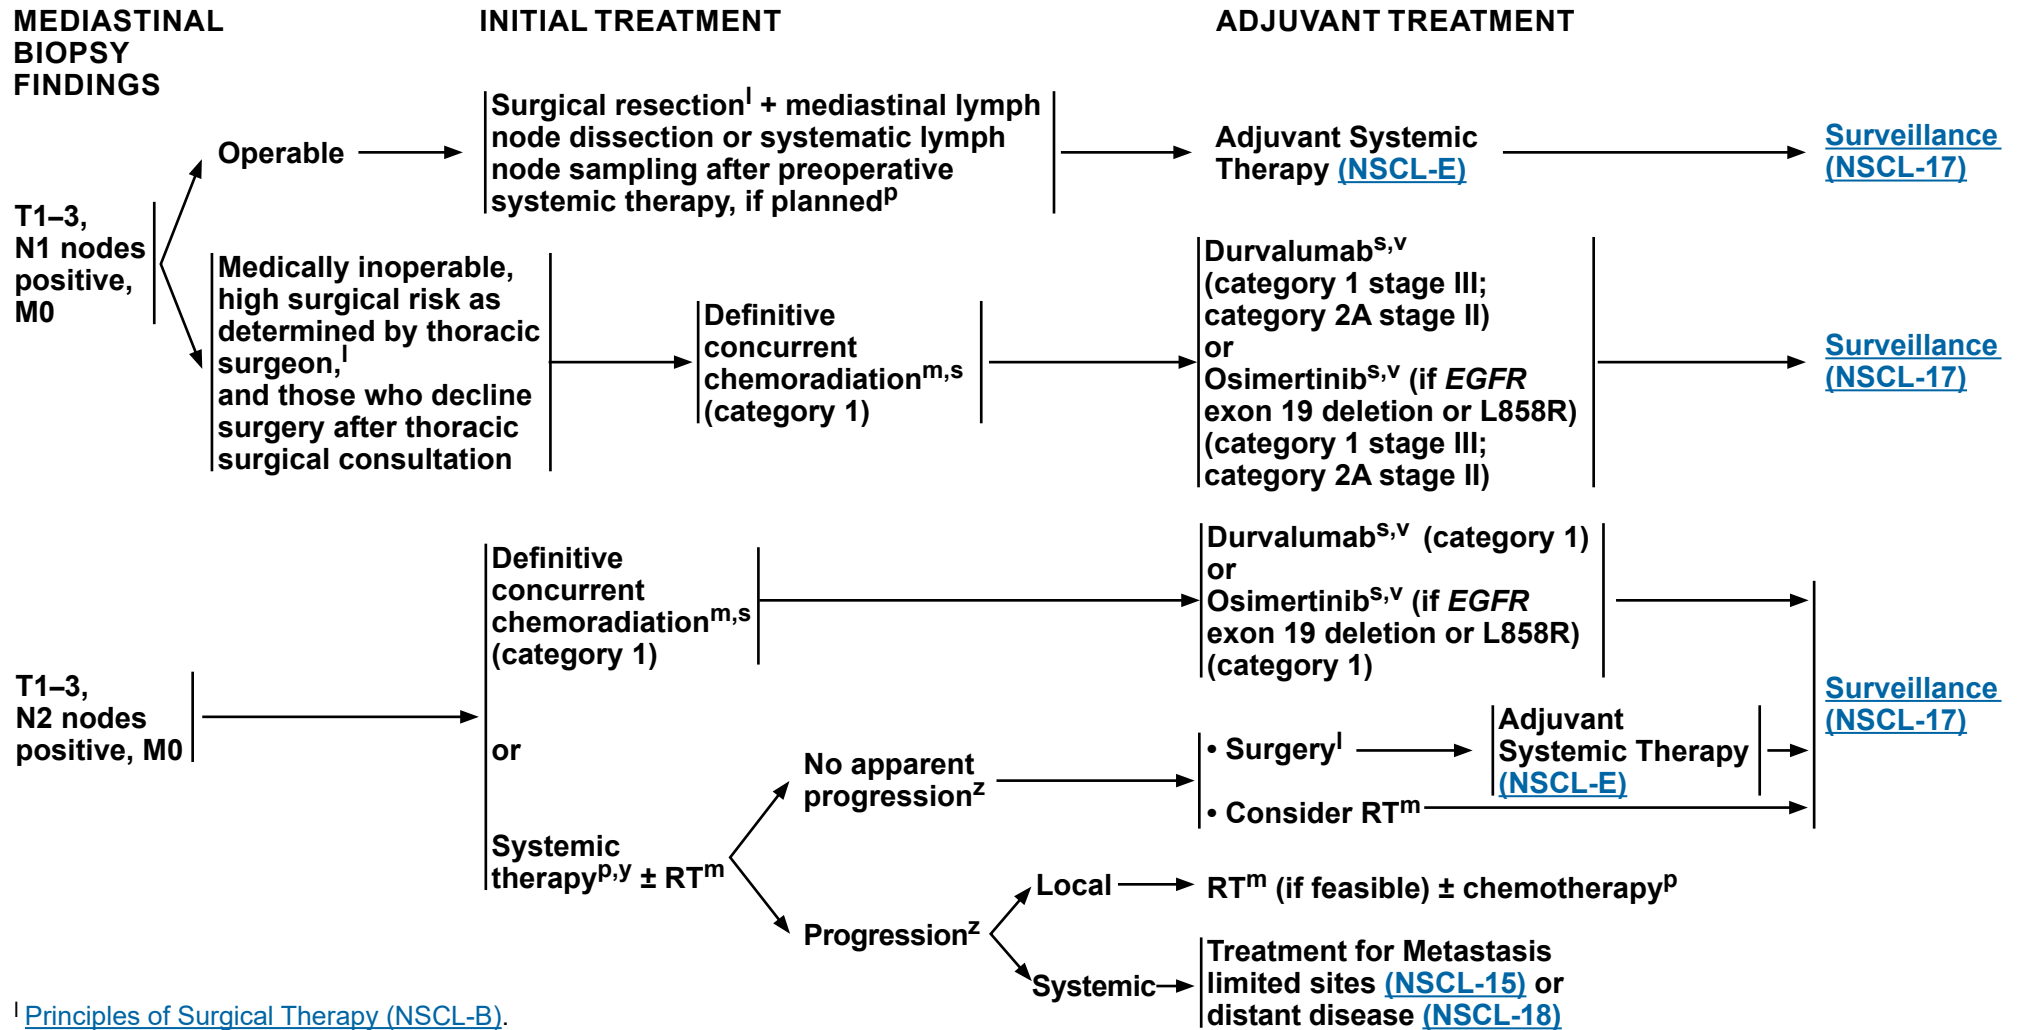 MEDIASTINAL
BIOPSY
FINDINGS
INITIAL TREATMENT
ADJUVANT TREATMENT
T1–3,
N1 nodes
positive,
M0
Operable
Surgical resectionˡ + mediastinal lymph
node dissection or systematic lymph
node sampling after preoperative
systemic therapy, if plannedᵖ
Adjuvant Systemic
Therapy (NSCL-E)
Surveillance
(NSCL-17)
Medically inoperable,
high surgical risk as
determined by thoracic
surgeon,ˡ
and those who decline
surgery after thoracic
surgical consultation
Definitive
concurrent
chemoradiationᵐ,ˢ
(category 1)
Durvalumabˢ,ᵛ
(category 1 stage III;
category 2A stage II)
or
Osimertinibˢ,ᵛ (if EGFR
exon 19 deletion or L858R)
(category 1 stage III;
category 2A stage II)
Surveillance
(NSCL-17)
T1–3,
N2 nodes
positive, M0
Definitive
concurrent
chemoradiationᵐ,ˢ
(category 1)
Durvalumabˢ,ᵛ (category 1)
or
Osimertinibˢ,ᵛ (if EGFR
exon 19 deletion or L858R)
(category 1)
or
Systemic
therapyᵖ,ʸ ± RTᵐ
No apparent
progressionᶻ
• Surgeryˡ
Adjuvant
Systemic Therapy
(NSCL-E)
• Consider RTᵐ
Surveillance
(NSCL-17)
Progressionᶻ
Local
RTᵐ (if feasible) ± chemotherapyᵖ
Systemic
Treatment for Metastasis
limited sites (NSCL-15) or
distant disease (NSCL-18)
ˡ Principles of Surgical Therapy (NSCL-B).